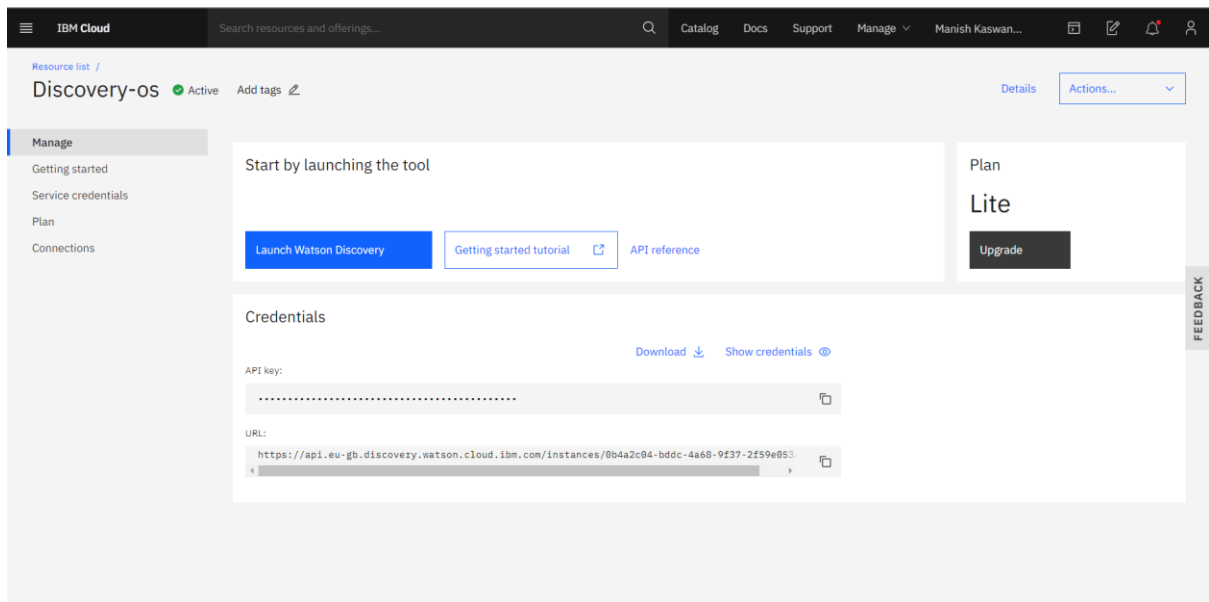 IBM Cloud Search resources and offerings... Catalog Docs Support Manage Manish Kaswan...
Resource list /
Discovery-os Active Add tags Details Actions...
Manage
Getting started
Service credentials
Plan
Connections
Start by launching the tool
Launch Watson Discovery Getting started tutorial API reference
Plan
Lite
Upgrade
Credentials
Download Show credentials
API key:
............................................
URL:
https://api.eu-gb.discovery.watson.cloud.ibm.com/instances/0b4a2c04-bddc-4a68-9f37-2f59e053
FEEDBACK